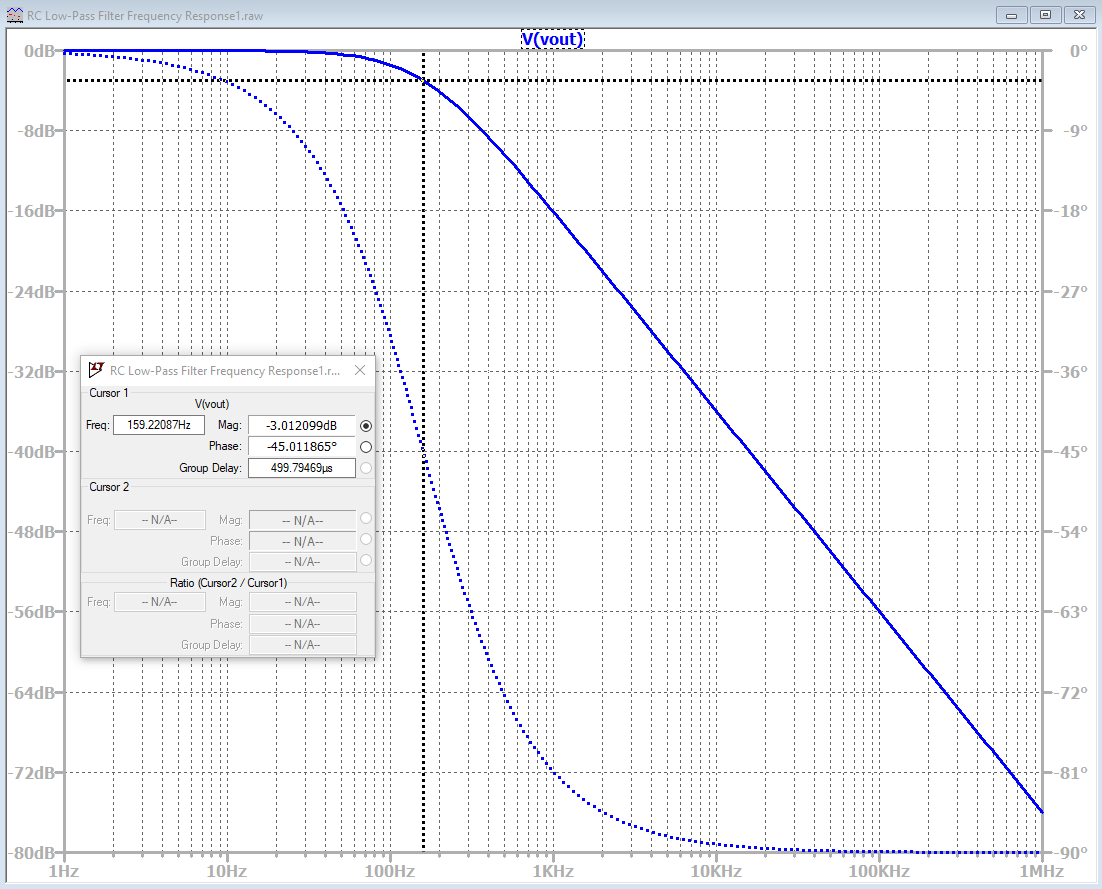 RC Low-Pass Filter Frequency Response1.raw
V(vout)
0dB
-8dB
-16dB
-24dB
-32dB
-40dB
-48dB
-56dB
-64dB
-72dB
-80dB
0°
-9°
-18°
-27°
-36°
-45°
-54°
-63°
-72°
-81°
-90°
1Hz 10Hz 100Hz 1KHz 10KHz 100KHz 1MHz
RC Low-Pass Filter Frequency Response1.r...
Cursor 1
V(vout)
Freq: 159.22087Hz Mag: -3.012099dB
Phase: -45.011865°
Group Delay: 499.79469µs
Cursor 2
Freq: -- N/A-- Mag: -- N/A--
Phase: -- N/A--
Group Delay: -- N/A--
Ratio (Cursor2 / Cursor1)
Freq: -- N/A-- Mag: -- N/A--
Phase: -- N/A--
Group Delay: -- N/A--